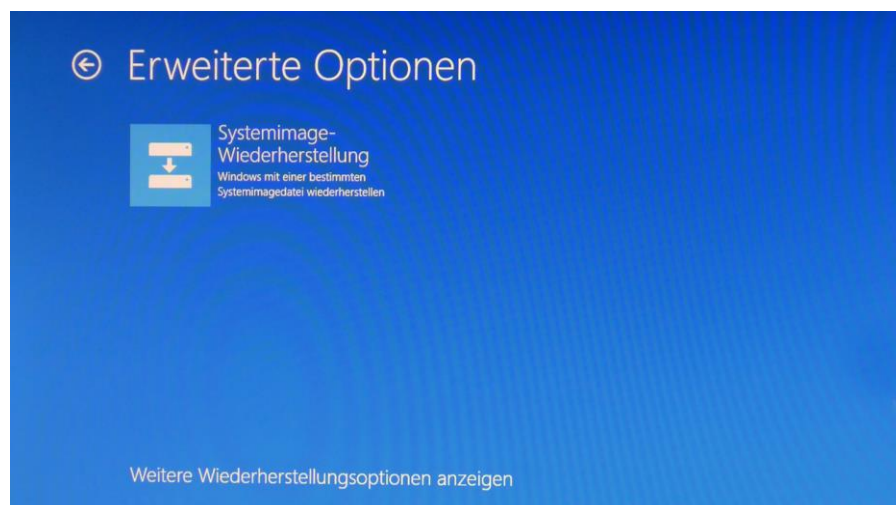 Erweiterte Optionen
Systemimage-
Wiederherstellung
Windows mit einer bestimmten
Systemimagedatei wiederherstellen
Weitere Wiederherstellungsoptionen anzeigen